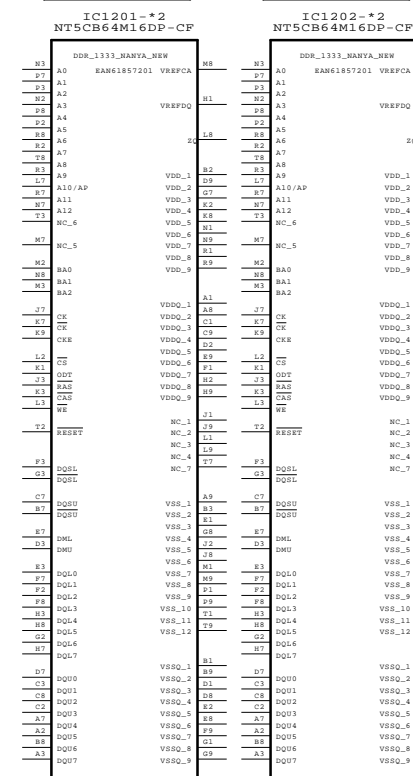 IC1201-*2
NT5CB64M16DP-CF
DDR_1333_NANYA_NEW
EAN61857201
N3 A0
P7 A1
P3 A2
N2 A3
P8 A4
P2 A5
R8 A6
R2 A7
T8 A8
R3 A9
L7 A10/AP
R7 A11
N7 A12
T3 NC_6
M7 NC_5
M2 BA0
N8 BA1
M3 BA2
J7 CK
K7 CK
K9 CKE
L2 CS
K1 ODT
J3 RAS
K3 CAS
L3 WE
T2 RESET
F3 DQSL
G3 DQSL
C7 DQSU
B7 DQSU
E7 DML
D3 DMU
E3 DQL0
F7 DQL1
F2 DQL2
F8 DQL3
H3 DQL4
H8 DQL5
G2 DQL6
H7 DQL7
D7 DQU0
C3 DQU1
C8 DQU2
C2 DQU3
A7 DQU4
A2 DQU5
B8 DQU6
A3 DQU7
VREFCA M8
VREFDQ H1
ZQ L8
VDD_1 B2
VDD_2 D9
VDD_3 G7
VDD_4 K2
VDD_5 K8
VDD_6 N1
VDD_7 N9
VDD_8 R1
VDD_9 R9
VDDQ_1 A1
VDDQ_2 A8
VDDQ_3 C1
VDDQ_4 C9
VDDQ_5 D2
VDDQ_6 E9
VDDQ_7 F1
VDDQ_8 H2
VDDQ_9 H9
NC_1 J1
NC_2 J9
NC_3 L1
NC_4 L9
NC_7 T7
VSS_1 A9
VSS_2 B3
VSS_3 E1
VSS_4 G8
VSS_5 J2
VSS_6 J8
VSS_7 M1
VSS_8 M9
VSS_9 P1
VSS_10 P9
VSS_11 T1
VSS_12 T9
VSSQ_1 B1
VSSQ_2 B9
VSSQ_3 D1
VSSQ_4 D8
VSSQ_5 E2
VSSQ_6 E8
VSSQ_7 F9
VSSQ_8 G1
VSSQ_9 G9
IC1202-*2
NT5CB64M16DP-CF
DDR_1333_NANYA_NEW
EAN61857201
N3 A0
P7 A1
P3 A2
N2 A3
P8 A4
P2 A5
R8 A6
R2 A7
T8 A8
R3 A9
L7 A10/AP
R7 A11
N7 A12
T3 NC_6
M7 NC_5
M2 BA0
N8 BA1
M3 BA2
J7 CK
K7 CK
K9 CKE
L2 CS
K1 ODT
J3 RAS
K3 CAS
L3 WE
T2 RESET
F3 DQSL
G3 DQSL
C7 DQSU
B7 DQSU
E7 DML
D3 DMU
E3 DQL0
F7 DQL1
F2 DQL2
F8 DQL3
H3 DQL4
H8 DQL5
G2 DQL6
H7 DQL7
D7 DQU0
C3 DQU1
C8 DQU2
C2 DQU3
A7 DQU4
A2 DQU5
B8 DQU6
A3 DQU7
VREFCA
VREFDQ
VDD_1
VDD_2
VDD_3
VDD_4
VDD_5
VDD_6
VDD_7
VDD_8
VDD_9
VDDQ_1
VDDQ_2
VDDQ_3
VDDQ_4
VDDQ_5
VDDQ_6
VDDQ_7
VDDQ_8
VDDQ_9
NC_1
NC_2
NC_3
NC_4
NC_7
VSS_1
VSS_2
VSS_3
VSS_4
VSS_5
VSS_6
VSS_7
VSS_8
VSS_9
VSS_10
VSS_11
VSS_12
VSSQ_1
VSSQ_2
VSSQ_3
VSSQ_4
VSSQ_5
VSSQ_6
VSSQ_7
VSSQ_8
VSSQ_9